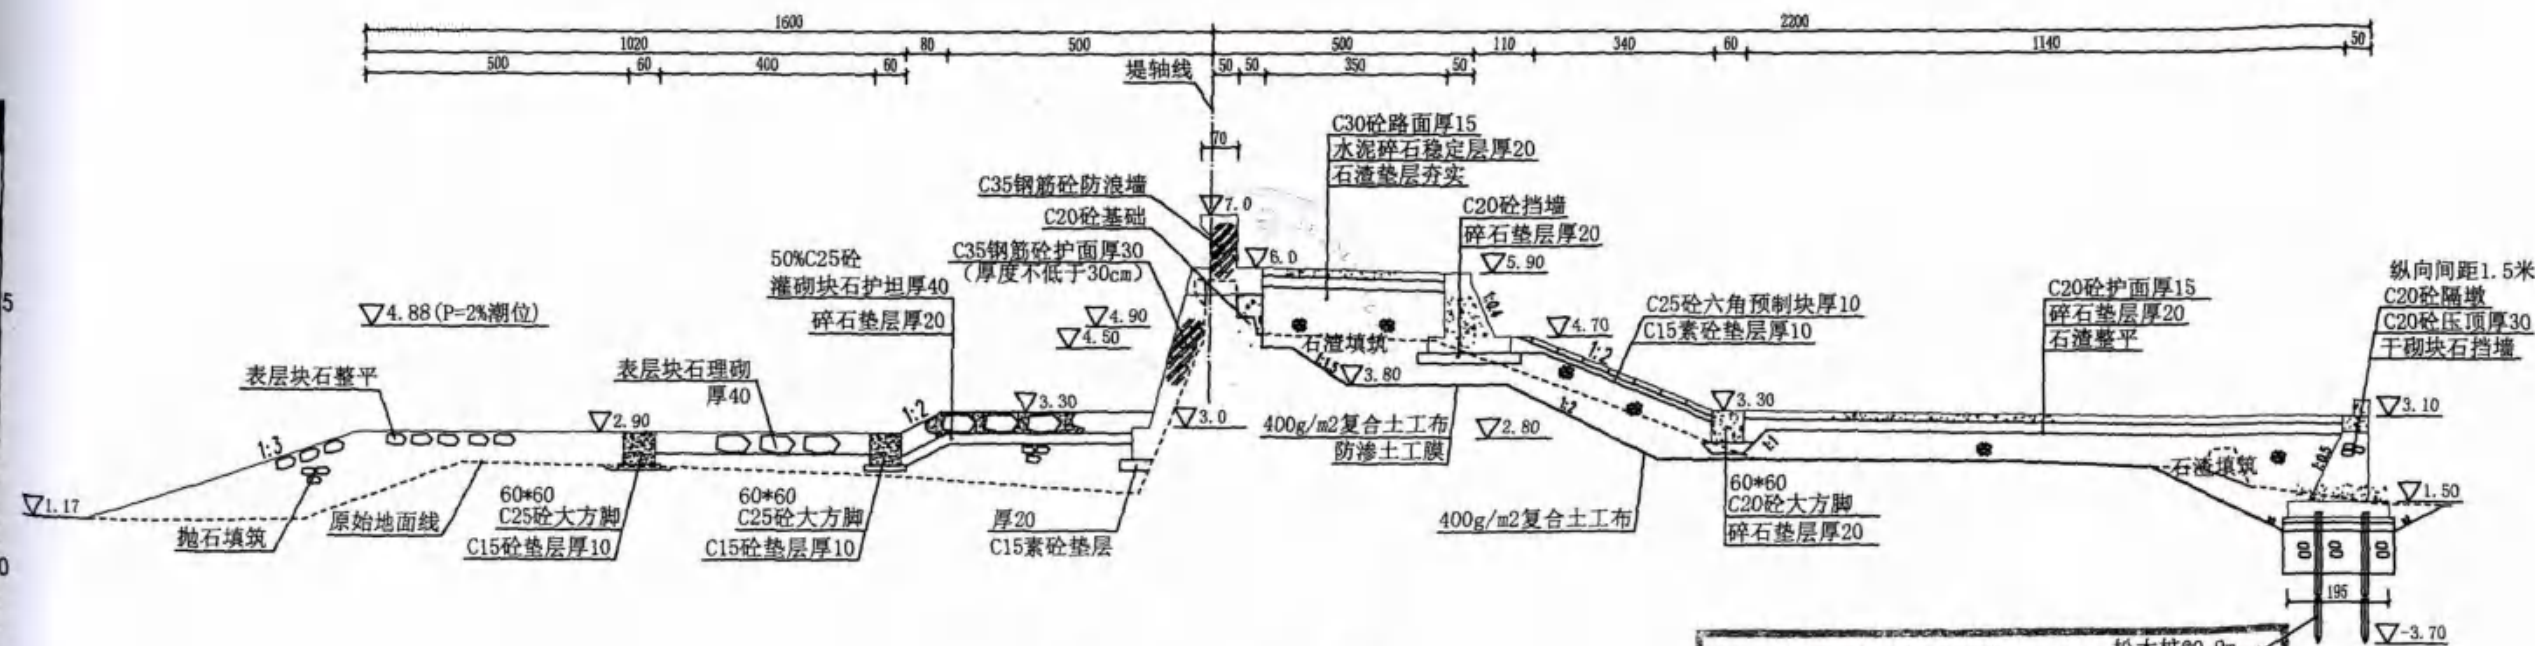 1600
2200
1020
80
500
500
110
340
60
1140
50
500
60
400
60
50
50
350
50
堤轴线
70
C30砼路面厚15
水泥碎石稳定层厚20
石渣垫层夯实
C35钢筋砼防浪墙
C20砼基础
7.0
C20砼挡墙
碎石垫层厚20
50%C25砼
灌砌块石护坦厚40
碎石垫层厚20
C35钢筋砼护面厚30
(厚度不低于30cm)
6.0
5.90
1:0.4
纵向间距1.5米
C20砼隔墩
C20砼压顶厚30
干砌块石挡墙
C25砼六角预制块厚10
C15素砼垫层厚10
C20砼护面厚15
碎石垫层厚20
石渣整平
4.88(P=2%潮位)
4.90
4.50
4.70
石渣填筑
1:2
1:1.5
3.80
表层块石整平
表层块石理砌
厚40
2.90
1:2
3.30
3.0
1:2
3.30
3.10
1:3
400g/m2复合土工布
防渗土工膜
2.80
1:1
石渣填筑
1:0.5
1.17
抛石填筑
原始地面线
60*60
C25砼大方脚
C15砼垫层厚10
60*60
C25砼大方脚
C15砼垫层厚10
厚20
C15素砼垫层
400g/m2复合土工布
60*60
C20砼大方脚
碎石垫层厚20
1.50
195
-3.70
5
0